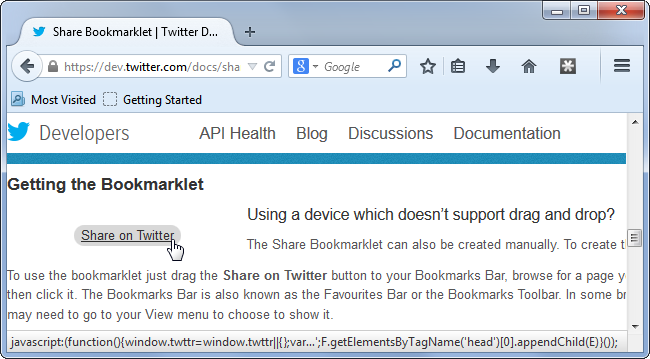 Share Bookmarklet | Twitter D...
https://dev.twitter.com/docs/sha
Google
Most Visited
Getting Started
Developers
API Health
Blog
Discussions
Documentation
Getting the Bookmarklet
Using a device which doesn't support drag and drop?
Share on Twitter
The Share Bookmarklet can also be created manually. To create t
To use the bookmarklet just drag the Share on Twitter button to your Bookmarks Bar, browse for a page yo
then click it. The Bookmarks Bar is also known as the Favourites Bar or the Bookmarks Toolbar. In some br
may need to go to your View menu to choose to show it.
javascript:(function(){window.twttr=window.twttr||{};var...';F.getElementsByTagName('head')[0].appendChild(E)}());